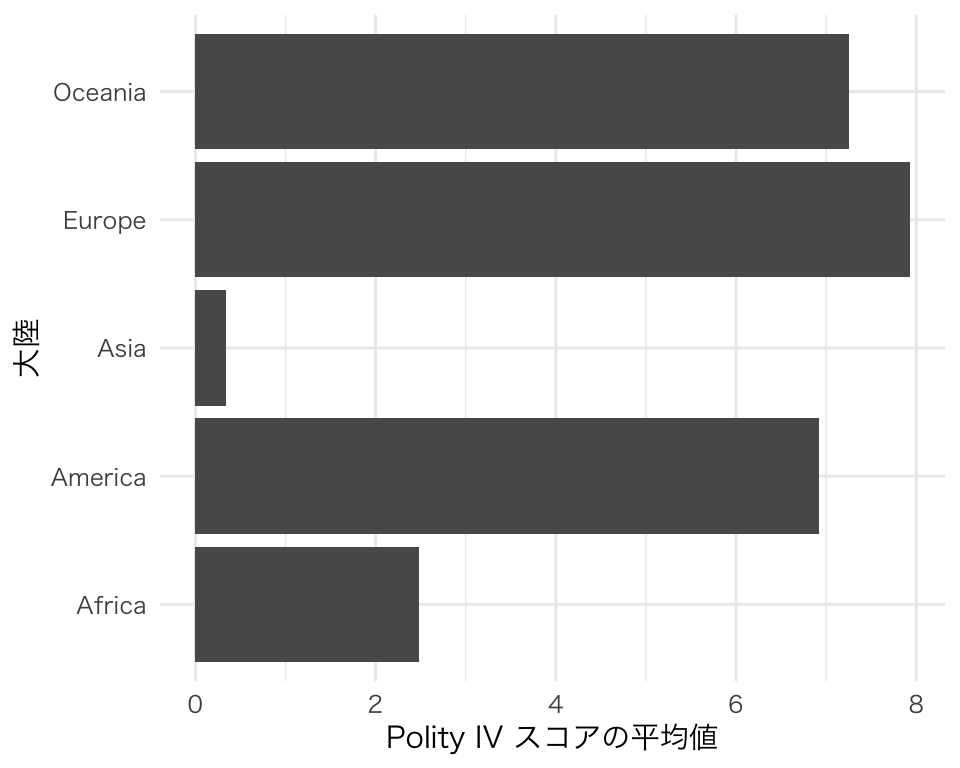 Oceania
Europe
Asia
America
Africa
大陸
0 2 4 6 8
Polity IV スコアの平均値